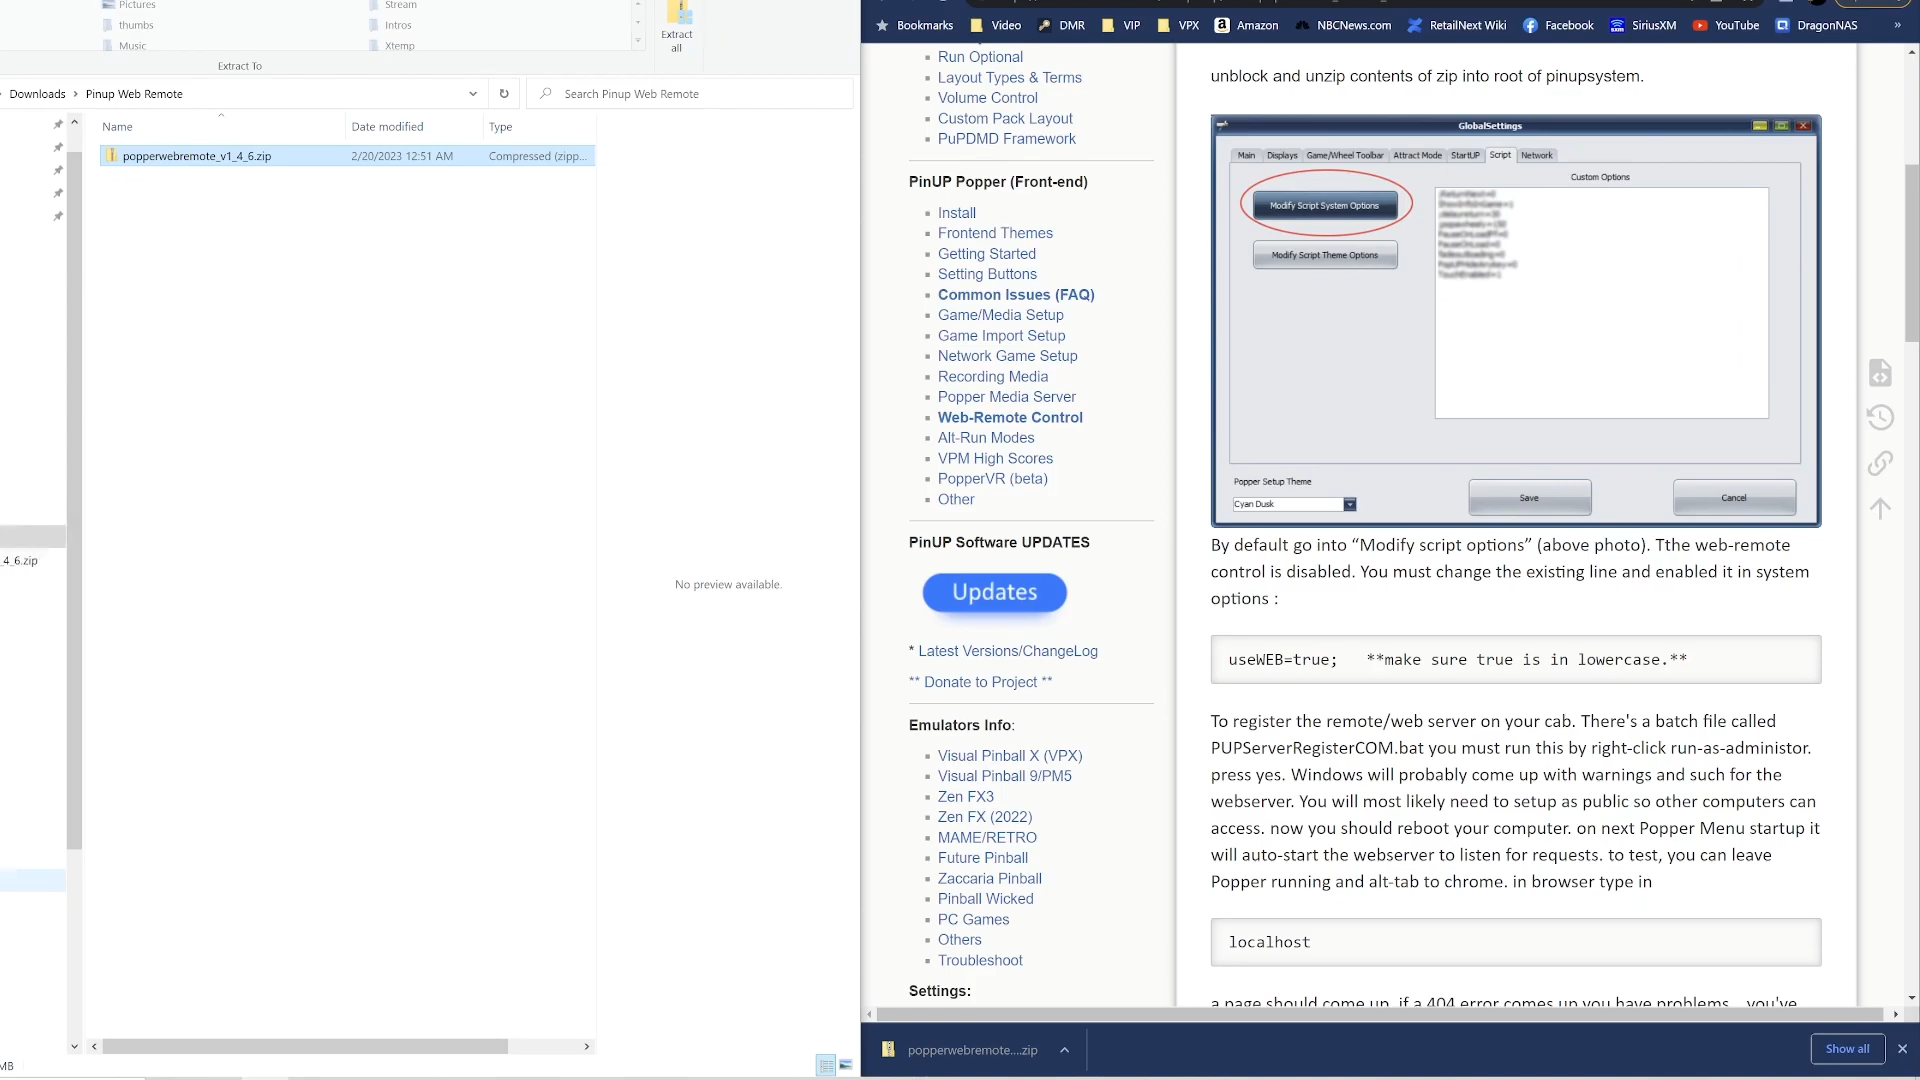 Pictures
Stream
thumbs
Intros
Music
Xtemp
Extract
all
Extract To
Downloads
Pinup Web Remote
Search Pinup Web Remote
Name
Date modified
Type
popperwebremote_v1_4_6.zip
2/20/2023 12:51 AM
Compressed (zipp...
_4_6.zip
No preview available.
MB
Bookmarks
Video
DMR
VIP
VPX
Amazon
NBCNews.com
RetailNext Wiki
Facebook
SiriusXM
YouTube
DragonNAS
»
Run Optional
Layout Types & Terms
Volume Control
Custom Pack Layout
PuPDMD Framework
PinUP Popper (Front-end)
Install
Frontend Themes
Getting Started
Setting Buttons
Common Issues (FAQ)
Game/Media Setup
Game Import Setup
Network Game Setup
Recording Media
Popper Media Server
Web-Remote Control
Alt-Run Modes
VPM High Scores
PopperVR (beta)
Other
PinUP Software UPDATES
Updates
* Latest Versions/ChangeLog
** Donate to Project **
Emulators Info:
Visual Pinball X (VPX)
Visual Pinball 9/PM5
Zen FX3
Zen FX (2022)
MAME/RETRO
Future Pinball
Zaccaria Pinball
Pinball Wicked
PC Games
Others
Troubleshoot
Settings:
unblock and unzip contents of zip into root of pinupsystem.
GlobalSettings
Main
Displays
Game/Wheel Toolbar
Attract Mode
StartUP
Script
Network
Custom Options
Modify Script System Options
Modify Script Theme Options
Popper Setup Theme
Cyan Dusk
Save
Cancel
By default go into “Modify script options” (above photo). Tthe web-remote
control is disabled. You must change the existing line and enabled it in system
options :
useWEB=true;   **make sure true is in lowercase.**
To register the remote/web server on your cab. There's a batch file called
PUPServerRegisterCOM.bat you must run this by right-click run-as-administor.
press yes. Windows will probably come up with warnings and such for the
webserver. You will most likely need to setup as public so other computers can
access. now you should reboot your computer. on next Popper Menu startup it
will auto-start the webserver to listen for requests. to test, you can leave
Popper running and alt-tab to chrome. in browser type in
localhost
a page should come up. if a 404 error comes up you have problems... you've
popperwebremote....zip
Show all